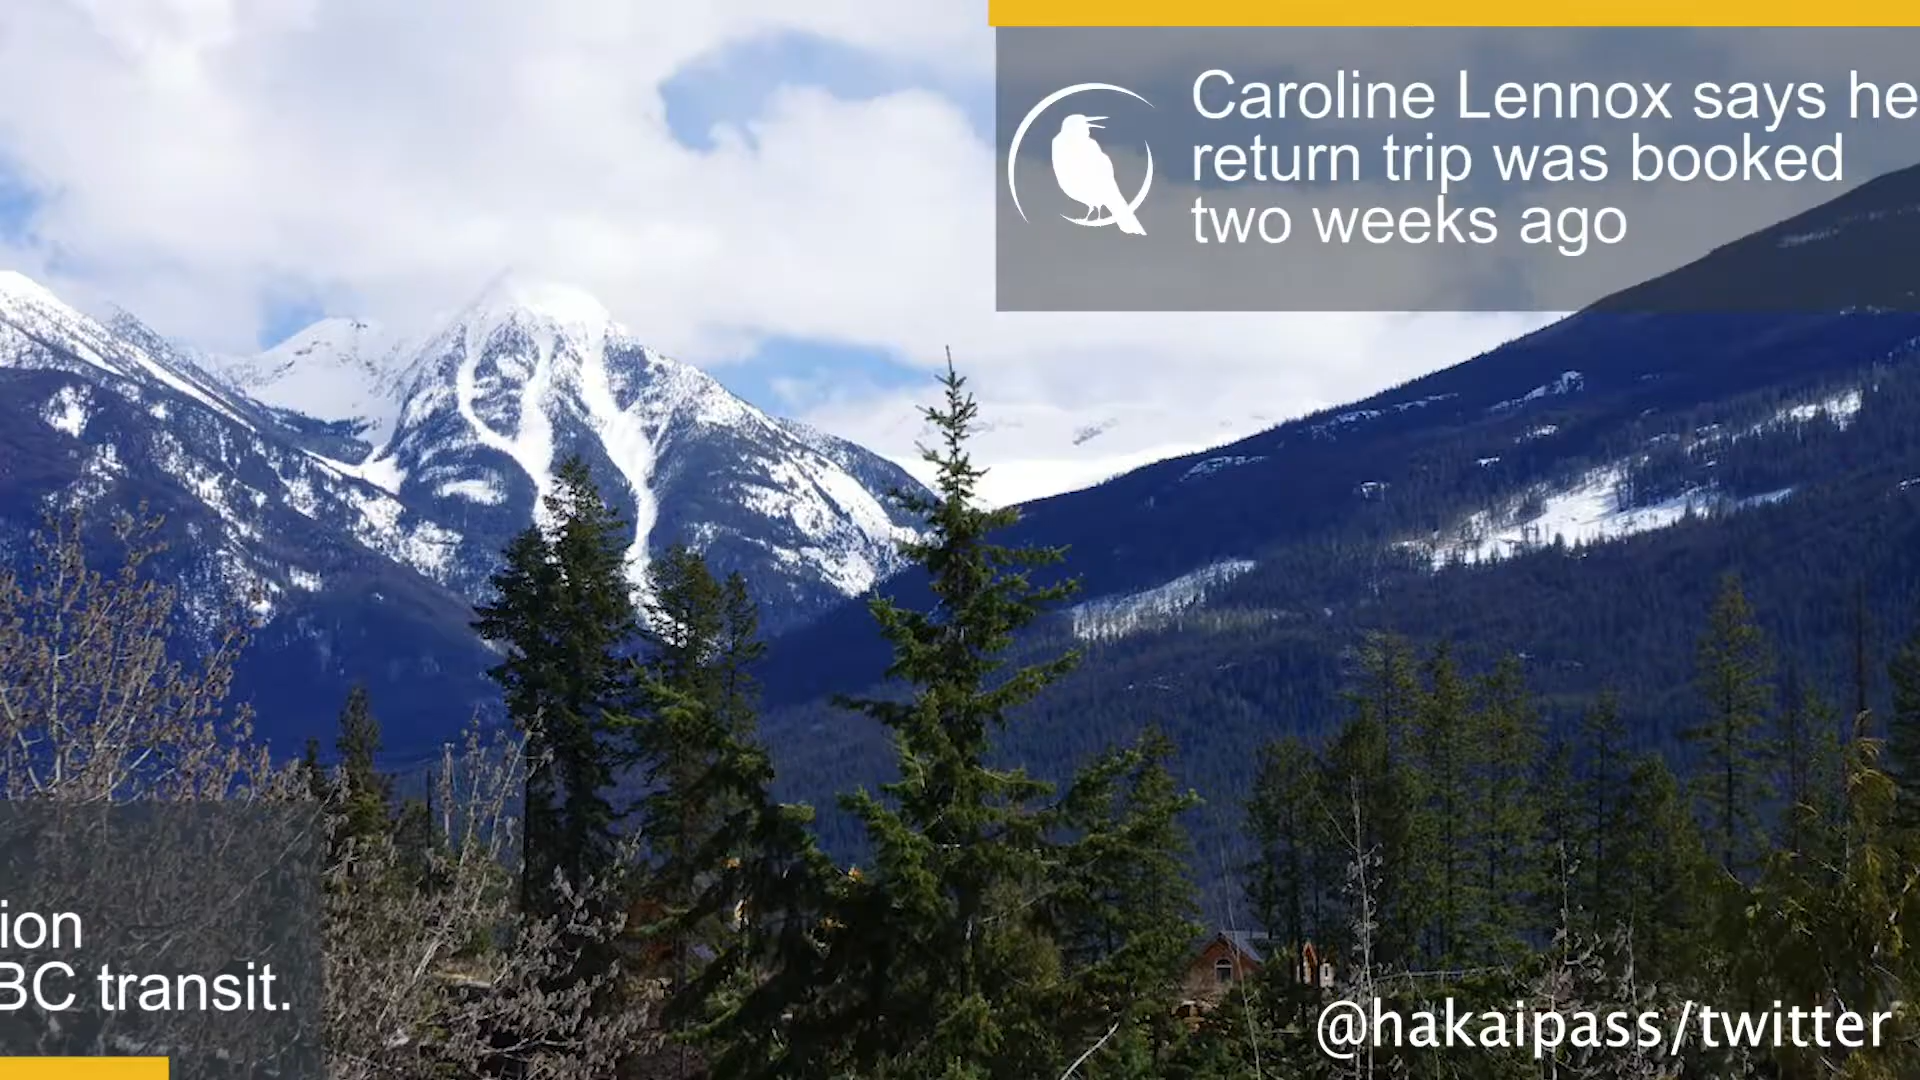 Caroline Lennox says he
return trip was booked
two weeks ago
ion
BC transit.
@hakaipass/twitter